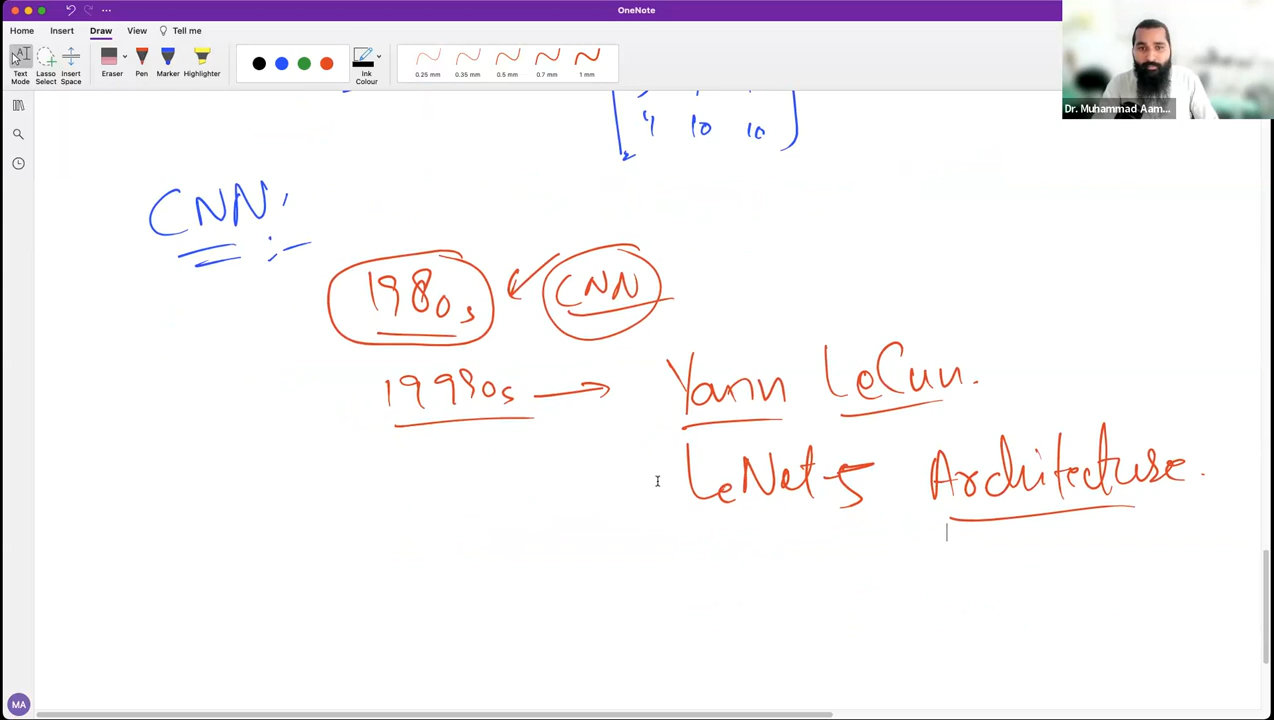 OneNote
Home Insert Draw View Tell me
Text Mode Lasso Select Insert Space Eraser Pen Marker Highlighter Ink Colour 0.25 mm 0.35 mm 0.5 mm 0.7 mm 1 mm
Dr. Muhammad Aam...
9 10 10
CNN:
1980s CNN
19990s → Yann LeCun.
LeNet-5 Architecture.
MA